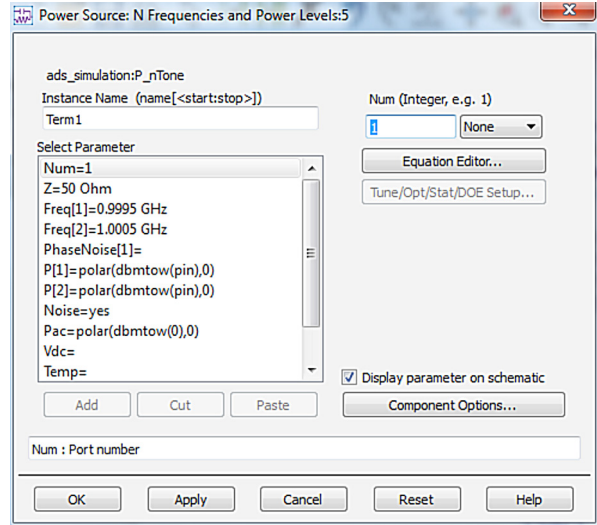 Power Source: N Frequencies and Power Levels:5
ads_simulation:P_nTone
Instance Name (name[<start:stop>])
Term1
Select Parameter
Num=1
Z=50 Ohm
Freq[1]=0.9995 GHz
Freq[2]=1.0005 GHz
PhaseNoise[1]=
P[1]=polar(dbmtow(pin),0)
P[2]=polar(dbmtow(pin),0)
Noise=yes
Pac=polar(dbmtow(0),0)
Vdc=
Temp=
Add Cut Paste
Num (Integer, e.g. 1)
1 None
Equation Editor...
Tune/Opt/Stat/DOE Setup...
Display parameter on schematic
Component Options...
Num : Port number
OK Apply Cancel Reset Help